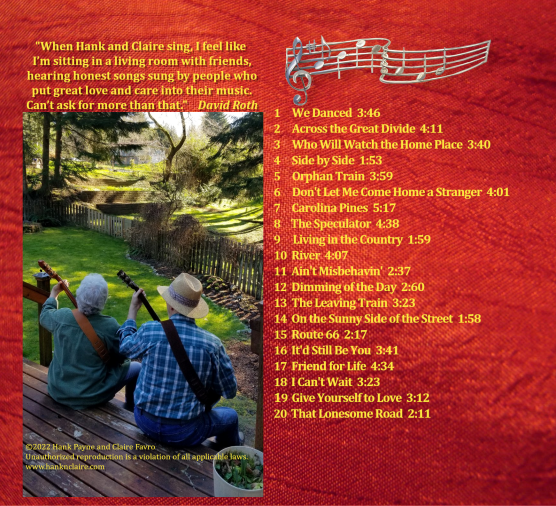 "When Hank and Claire sing, I feel like
I'm sitting in a living room with friends,
hearing honest songs sung by people who
put great love and care into their music.
Can't ask for more than that." David Roth
1 We Danced 3:46
2 Across the Great Divide 4:11
3 Who Will Watch the Home Place 3:40
4 Side by Side 1:53
5 Orphan Train 3:59
6 Don't Let Me Come Home a Stranger 4:01
7 Carolina Pines 5:17
8 The Speculator 4:38
9 Living in the Country 1:59
10 River 4:07
11 Ain't Misbehavin' 2:37
12 Dimming of the Day 2:60
13 The Leaving Train 3:23
14 On the Sunny Side of the Street 1:58
15 Route 66 2:17
16 It'd Still Be You 3:41
17 Friend for Life 4:34
18 I Can't Wait 3:23
19 Give Yourself to Love 3:12
20 That Lonesome Road 2:11
©2022 Hank Payne and Claire Favro
Unauthorized reproduction is a violation of all applicable laws.
www.hanknclaire.com